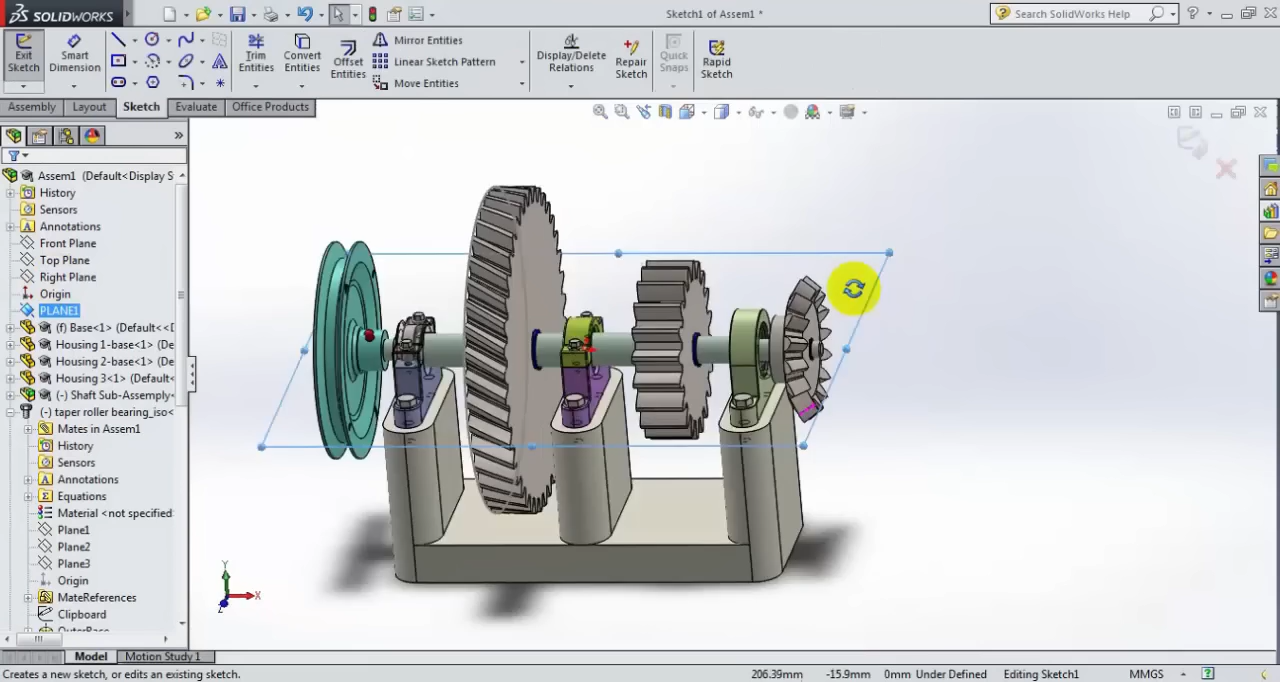 SOLIDWORKS
Sketch1 of Assem1 *
Search SolidWorks Help
Exit Sketch
Smart Dimension
Trim Entities
Convert Entities
Offset Entities
Mirror Entities
Linear Sketch Pattern
Move Entities
Display/Delete Relations
Repair Sketch
Quick Snaps
Rapid Sketch
Assembly Layout Sketch Evaluate Office Products
Assem1 (Default<Display S
History
Sensors
Annotations
Front Plane
Top Plane
Right Plane
Origin
PLANE1
(f) Base<1> (Default<<D
Housing 1-base<1> (De
Housing 2-base<1> (De
Housing 3<1> (Default<
(-) Shaft Sub-Assembly<
(-) taper roller bearing_iso<
Mates in Assem1
History
Sensors
Annotations
Equations
Material <not specified
Plane1
Plane2
Plane3
Origin
MateReferences
Clipboard
Y
X
Z
Model Motion Study 1
Creates a new sketch, or edits an existing sketch.
206.39mm -15.9mm 0mm Under Defined Editing Sketch1 MMGS